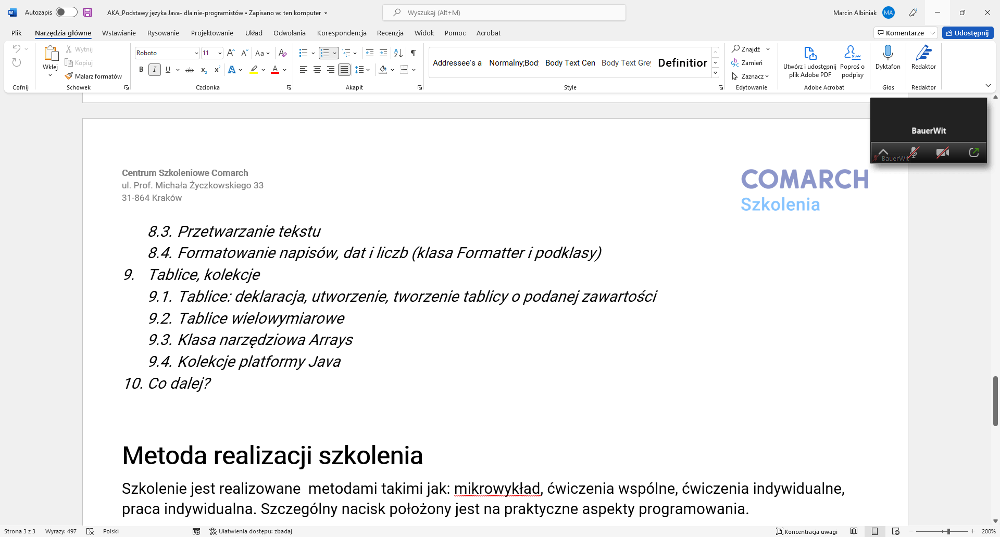 Autozapis
AKA_Podstawy języka Java- dla nie-programistów • Zapisano w: ten komputer
Wyszukaj (Alt+M)
Marcin Albiniak
MA
Plik
Narzędzia główne
Wstawianie
Rysowanie
Projektowanie
Układ
Odwołania
Korespondencja
Recenzja
Widok
Pomoc
Acrobat
Komentarze
Udostępnij
Wklej
Wytnij
Kopiuj
Malarz formatów
Roboto
11
Addressee's a
Normalny;Bod
Body Text Cen
Body Text Grey
Definition
Znajdź
Zamień
Zaznacz
Utwórz i udostępnij
plik Adobe PDF
Poproś o
podpisy
Dyktafon
Redaktor
Cofnij
Schowek
Czcionka
Akapit
Style
Edytowanie
Adobe Acrobat
Głos
Redaktor
BauerWit
BauerWit
Centrum Szkoleniowe Comarch
ul. Prof. Michała Życzkowskiego 33
31-864 Kraków
COMARCH
Szkolenia
8.3. Przetwarzanie tekstu
8.4. Formatowanie napisów, dat i liczb (klasa Formatter i podklasy)
9. Tablice, kolekcje
9.1. Tablice: deklaracja, utworzenie, tworzenie tablicy o podanej zawartości
9.2. Tablice wielowymiarowe
9.3. Klasa narzędziowa Arrays
9.4. Kolekcje platformy Java
10. Co dalej?
Metoda realizacji szkolenia
Szkolenie jest realizowane  metodami takimi jak: mikrowykład, ćwiczenia wspólne, ćwiczenia indywidualne,
praca indywidualna. Szczególny nacisk położony jest na praktyczne aspekty programowania.
Strona 3 z 3
Wyrazy: 497
Polski
Ułatwienia dostępu: zbadaj
Koncentracja uwagi
200%